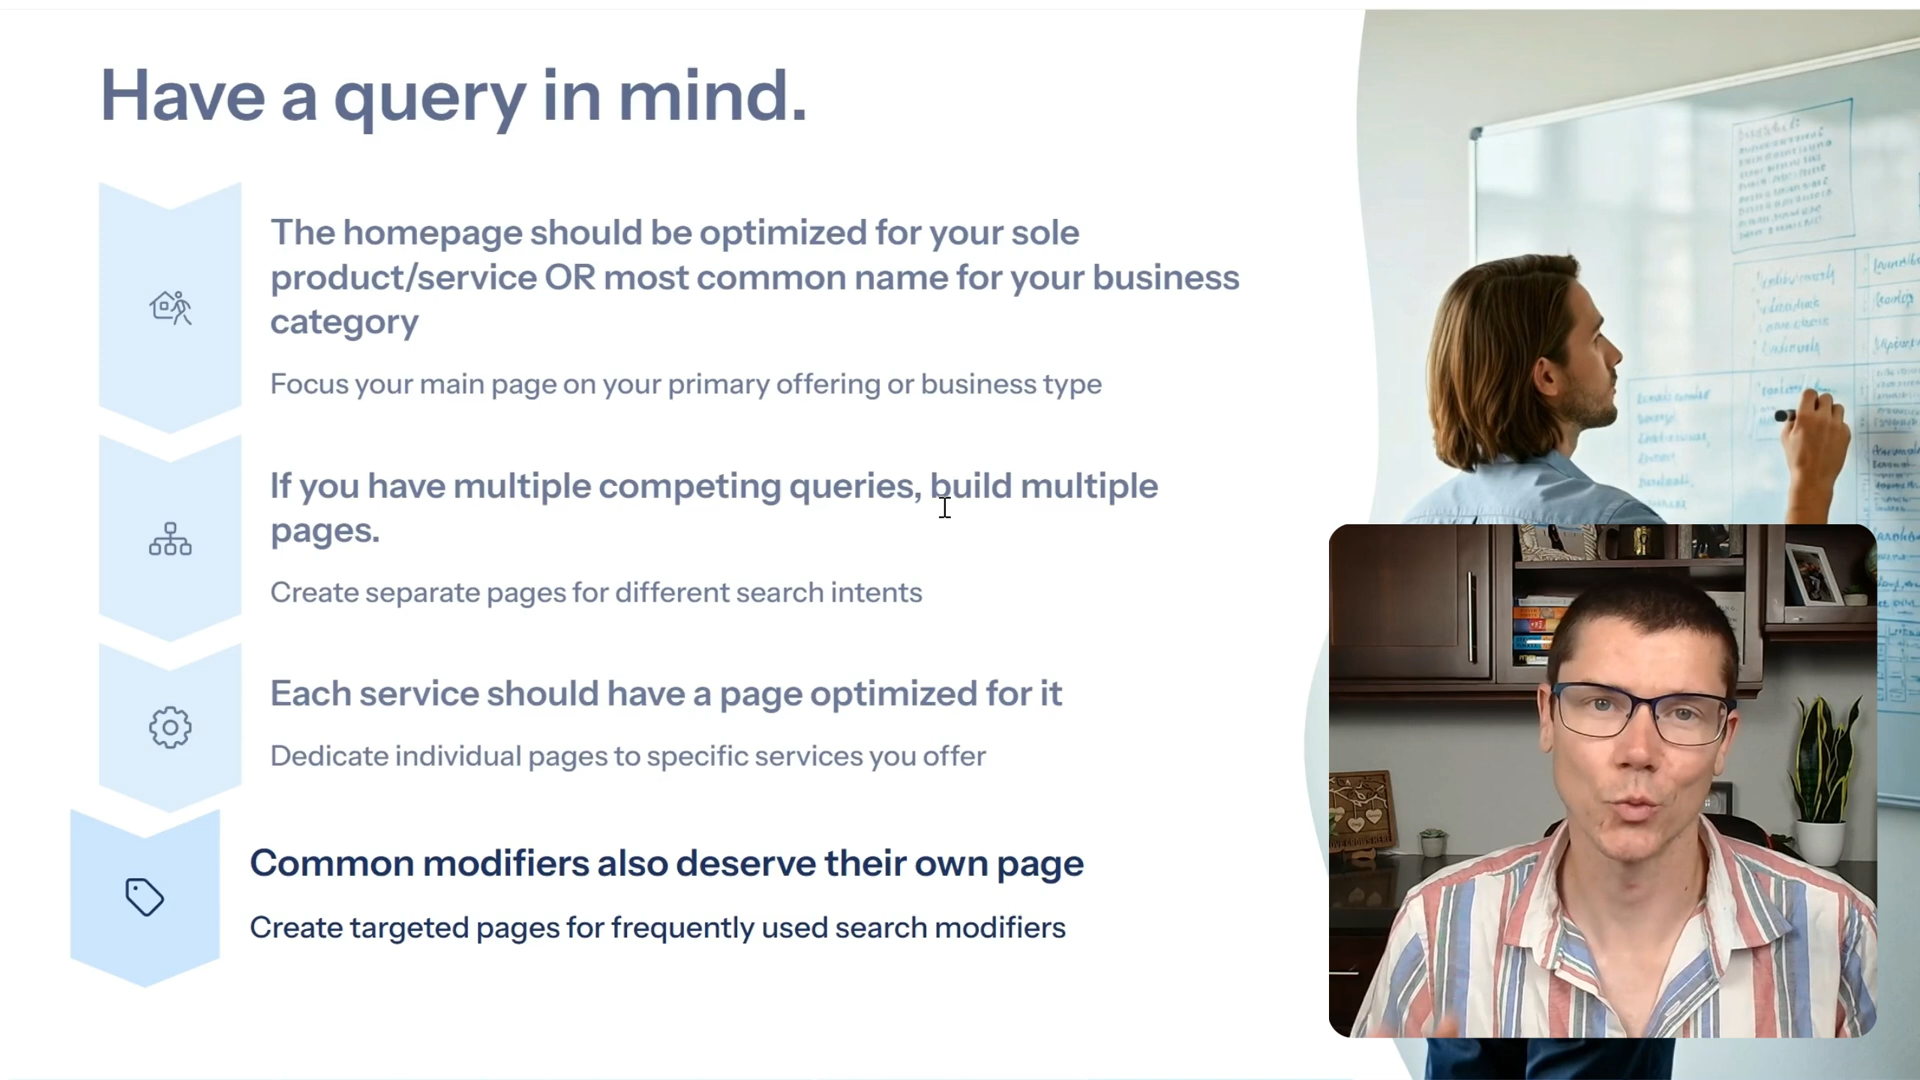 Have a query in mind.
The homepage should be optimized for your sole
product/service OR most common name for your business
category
Focus your main page on your primary offering or business type
If you have multiple competing queries, build multiple
pages.
Create separate pages for different search intents
Each service should have a page optimized for it
Dedicate individual pages to specific services you offer
Common modifiers also deserve their own page
Create targeted pages for frequently used search modifiers